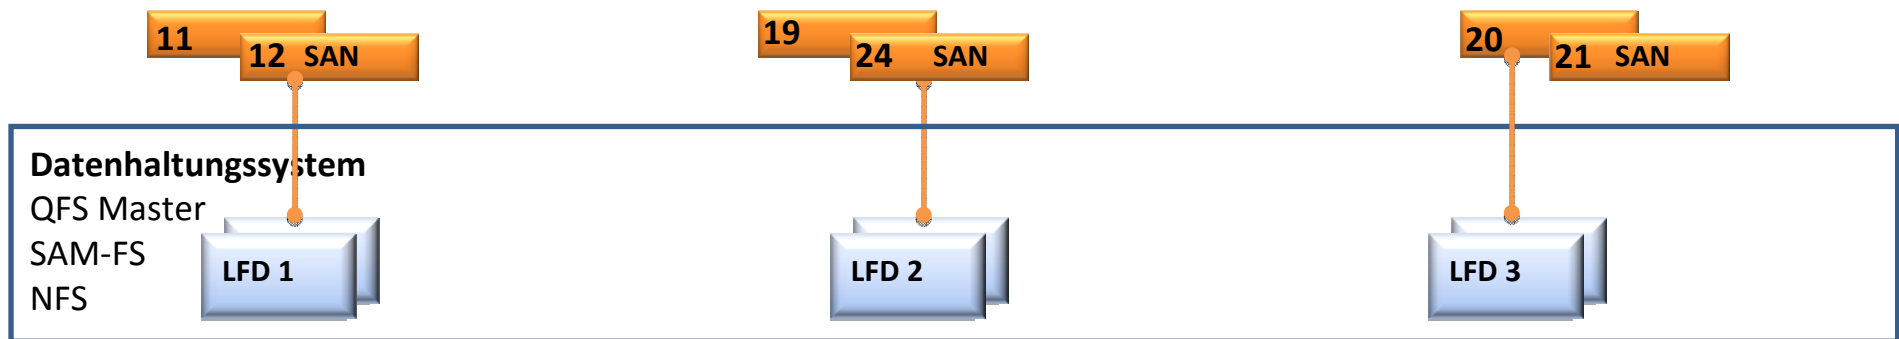 11
12 SAN
19
24 SAN
20
21 SAN
Datenhaltungssystem
QFS Master
SAM-FS
NFS
LFD 1
LFD 2
LFD 3